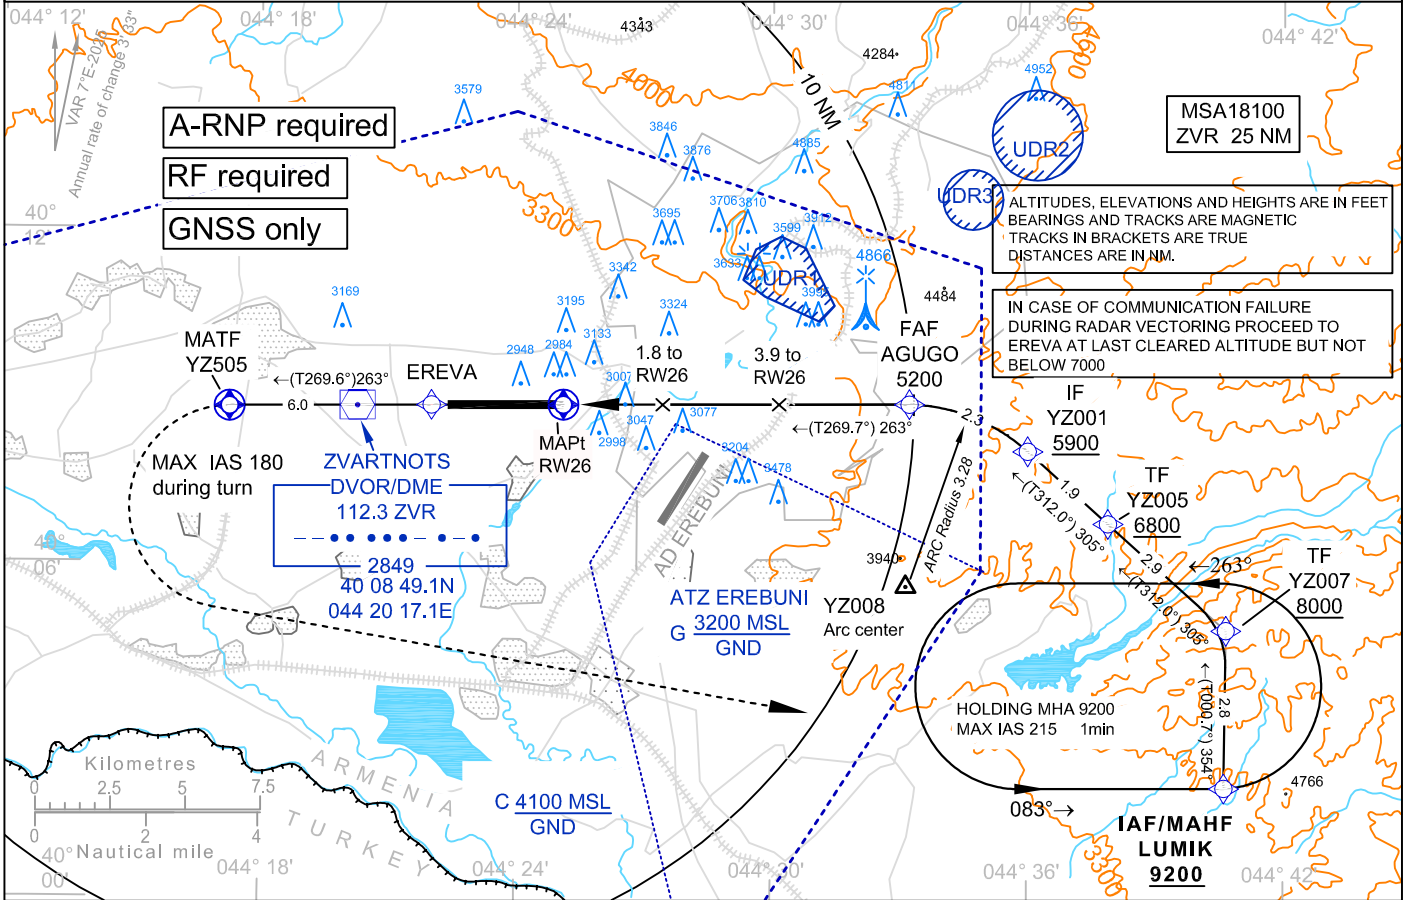 044° 12'
044° 18'
044° 24'
044° 30'
044° 36'
044° 42'
VAR 7°E-2025
Annual rate of change 3'33"
4343
4284
4952
4600
3579
4000
10 NM
4811
MSA18100
ZVR 25 NM
A-RNP required
3846
3876
4885
UDR2
RF required
UDR3
GNSS only
3300
40°
12'
3695
3706
3810
3912
3599
3633
UDR1
4866
ALTITUDES, ELEVATIONS AND HEIGHTS ARE IN FEET
BEARINGS AND TRACKS ARE MAGNETIC
TRACKS IN BRACKETS ARE TRUE
DISTANCES ARE IN NM.
3342
3169
3195
3324
4484
IN CASE OF COMMUNICATION FAILURE
DURING RADAR VECTORING PROCEED TO
EREVA AT LAST CLEARED ALTITUDE BUT NOT
BELOW 7000
MATF
YZ505
3133
2948
2984
3007
1.8 to
RW26
3.9 to
RW26
FAF
AGUGO
5200
←(T269.6°)263°
6.0
EREVA
IF
YZ001
5900
2.3
2998
3047
3077
←(T269.7°) 263°
MAPt
RW26
MAX IAS 180
during turn
ZVARTNOTS
DVOR/DME
112.3 ZVR
2849
40 08 49.1N
044 20 17.1E
3204
3478
AD EREBUNI
ARC Radius 3.28
←(T312.0°) 305°
1.9
TF
YZ005
6800
3940
06'
ATZ EREBUNI
G 3200 MSL
GND
YZ008
Arc center
2.9
←(T312.0°) 305°
←263°
TF
YZ007
8000
HOLDING MHA 9200
MAX IAS 215 1min
2.8
←(T000.7°) 354°
083°→
4766
IAF/MAHF
LUMIK
9200
3300
Kilometres
0 2.5 5 7.5
0 2 4
Nautical mile
ARMENIA
TURKEY
C 4100 MSL
GND
40°
00'
044° 18'
044° 24'
044° 30'
044° 36'
044° 42'